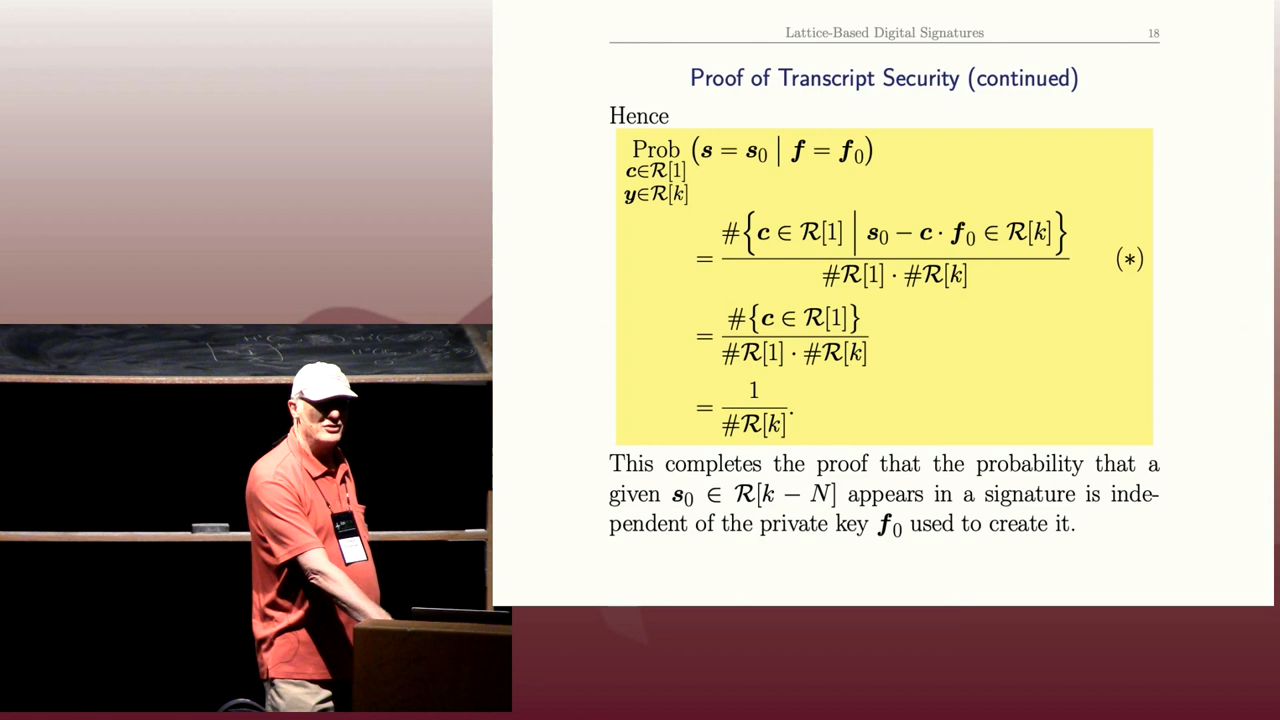 Lattice-Based Digital Signatures 18
Proof of Transcript Security (continued)
Hence
Prob (s = s₀ | f = f₀)
c∈R[1]
y∈R[k]
= #{c ∈ R[1] | s₀ − c · f₀ ∈ R[k]} / #R[1] · #R[k] (∗)
= #{c ∈ R[1]} / #R[1] · #R[k]
= 1 / #R[k].
This completes the proof that the probability that a
given s₀ ∈ R[k − N] appears in a signature is inde-
pendent of the private key f₀ used to create it.